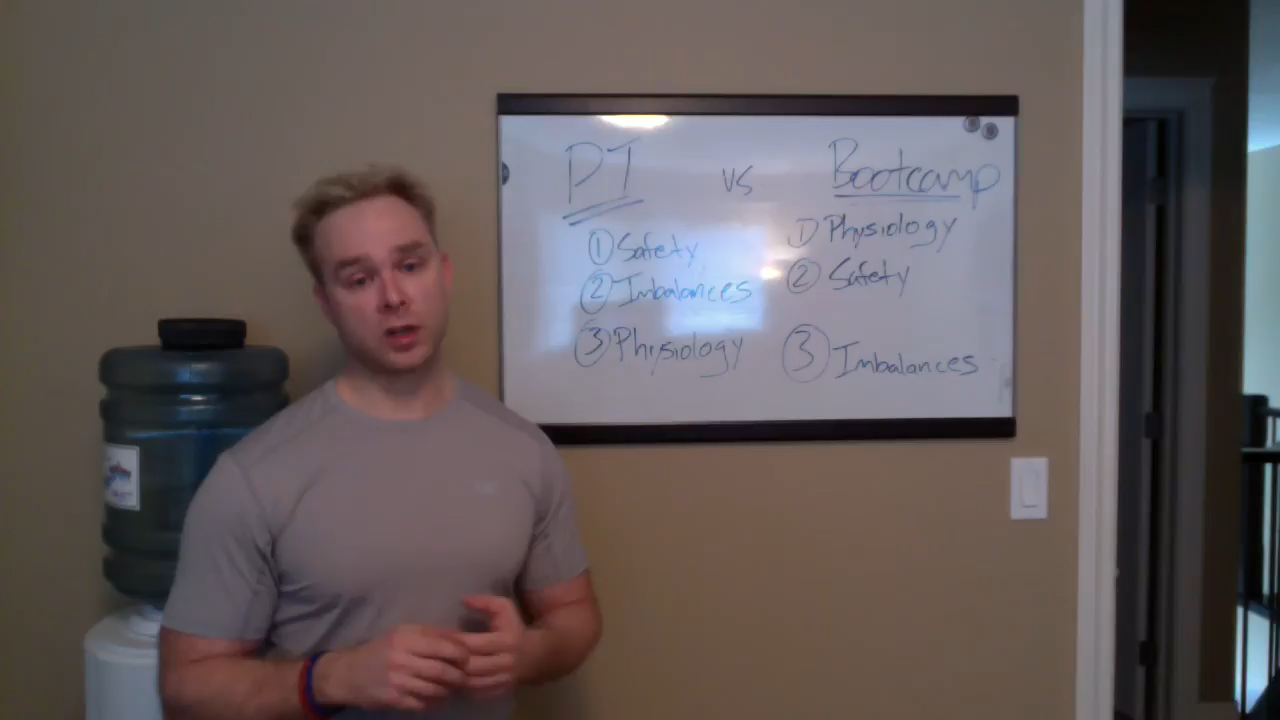 PT vs Bootcamp
① Safety
② Imbalances
③ Physiology
1) Physiology
② Safety
③ Imbalances